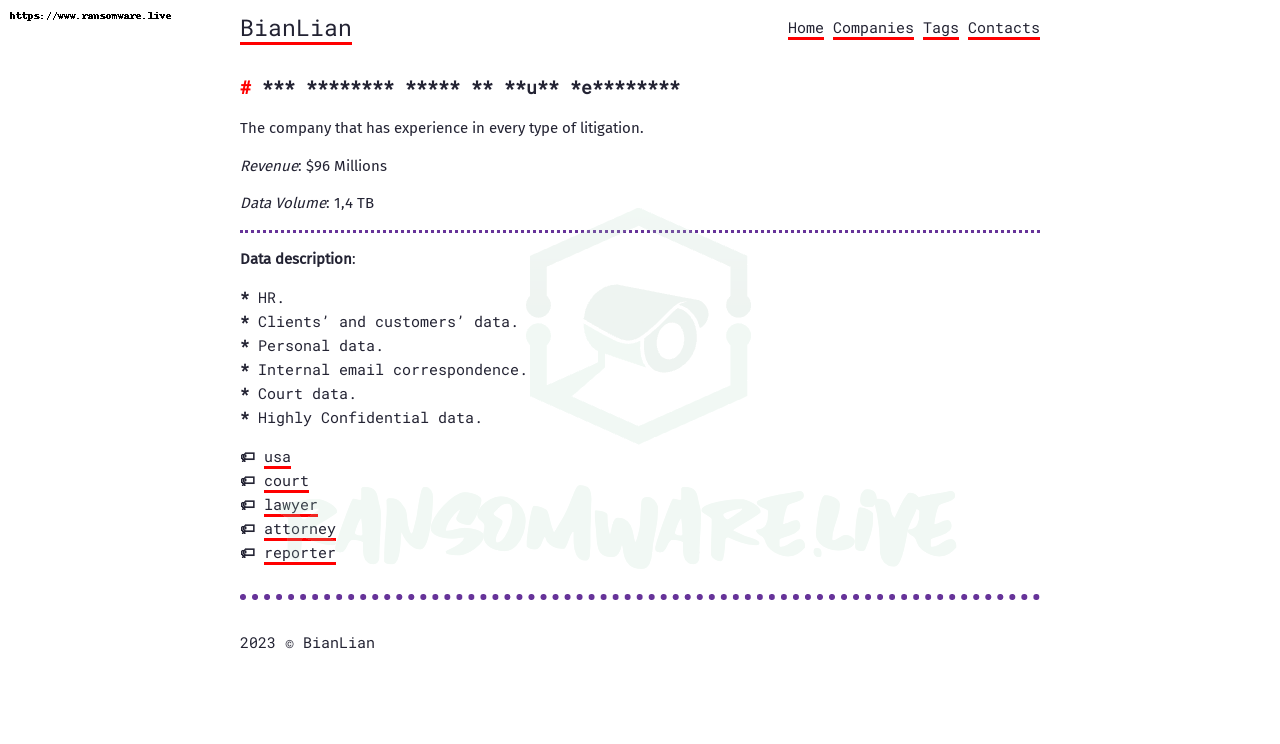 https://www.ransomware.live
BianLian
Home Companies Tags Contacts
# *** ******** ***** ** **u** *e********
The company that has experience in every type of litigation.
Revenue: $96 Millions
Data Volume: 1,4 TB
Data description:
* HR.
* Clients’ and customers’ data.
* Personal data.
* Internal email correspondence.
* Court data.
* Highly Confidential data.
usa
court
lawyer
attorney
reporter
RANSOMWARE.LIVE
2023 © BianLian